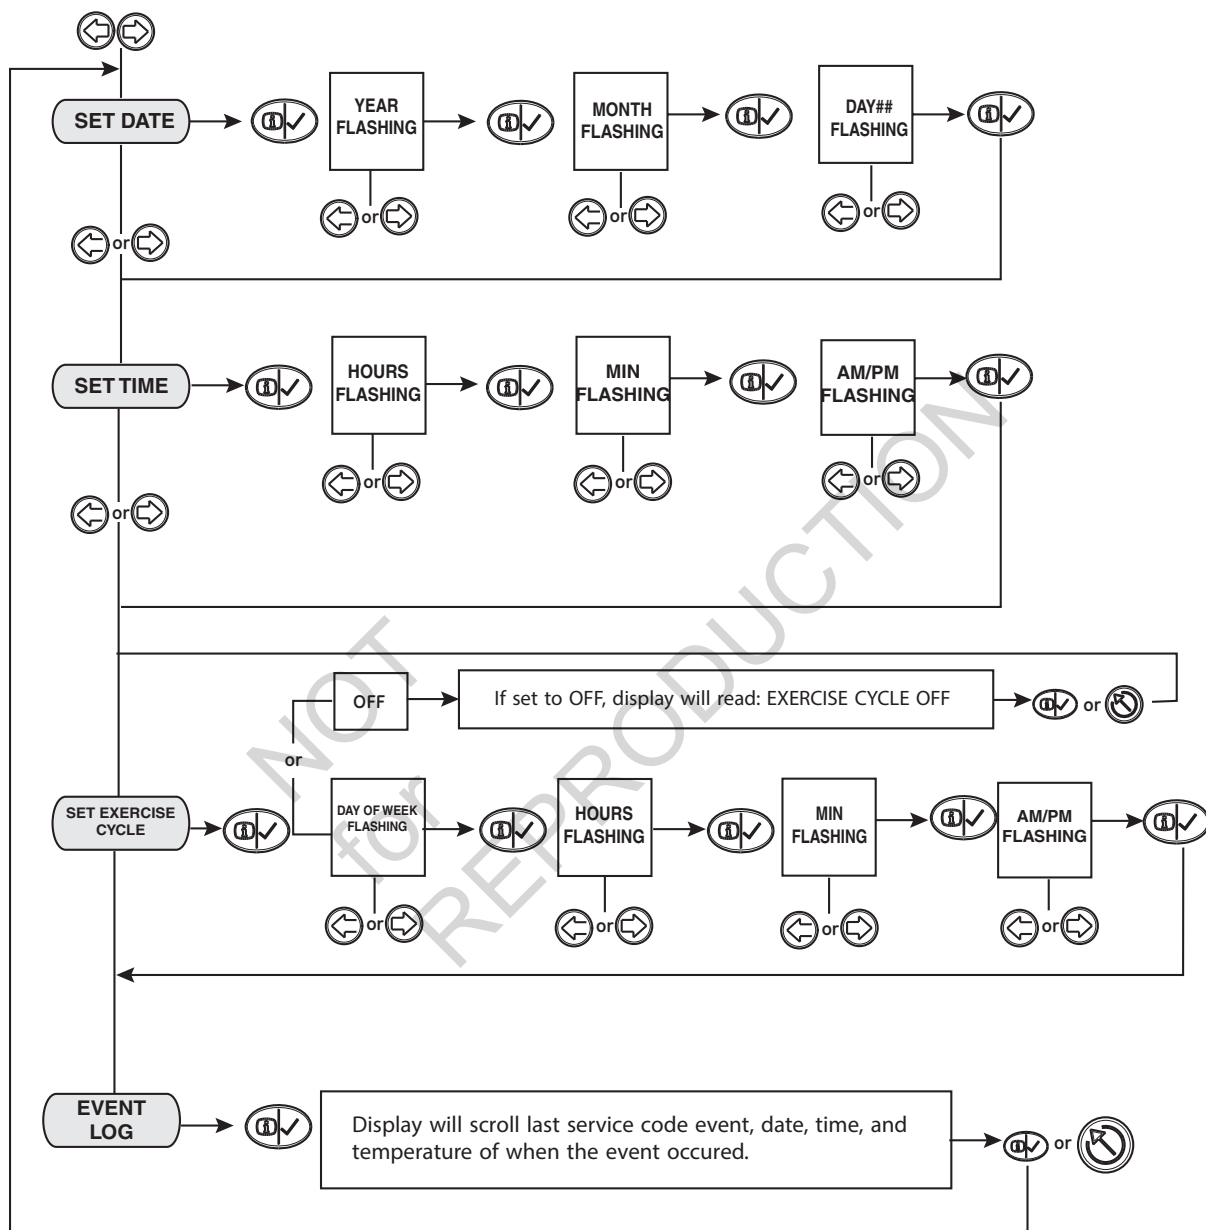 SET DATE
YEAR
FLASHING
MONTH
FLASHING
DAY##
FLASHING
or
or
or
or
SET TIME
HOURS
FLASHING
MIN
FLASHING
AM/PM
FLASHING
or
or
or
or
OFF
If set to OFF, display will read: EXERCISE CYCLE OFF
or
or
SET EXERCISE
CYCLE
DAY OF WEEK
FLASHING
HOURS
FLASHING
MIN
FLASHING
AM/PM
FLASHING
or
or
or
or
EVENT
LOG
Display will scroll last service code event, date, time, and
temperature of when the event occured.
or
NOT
for
REPRODUCTION